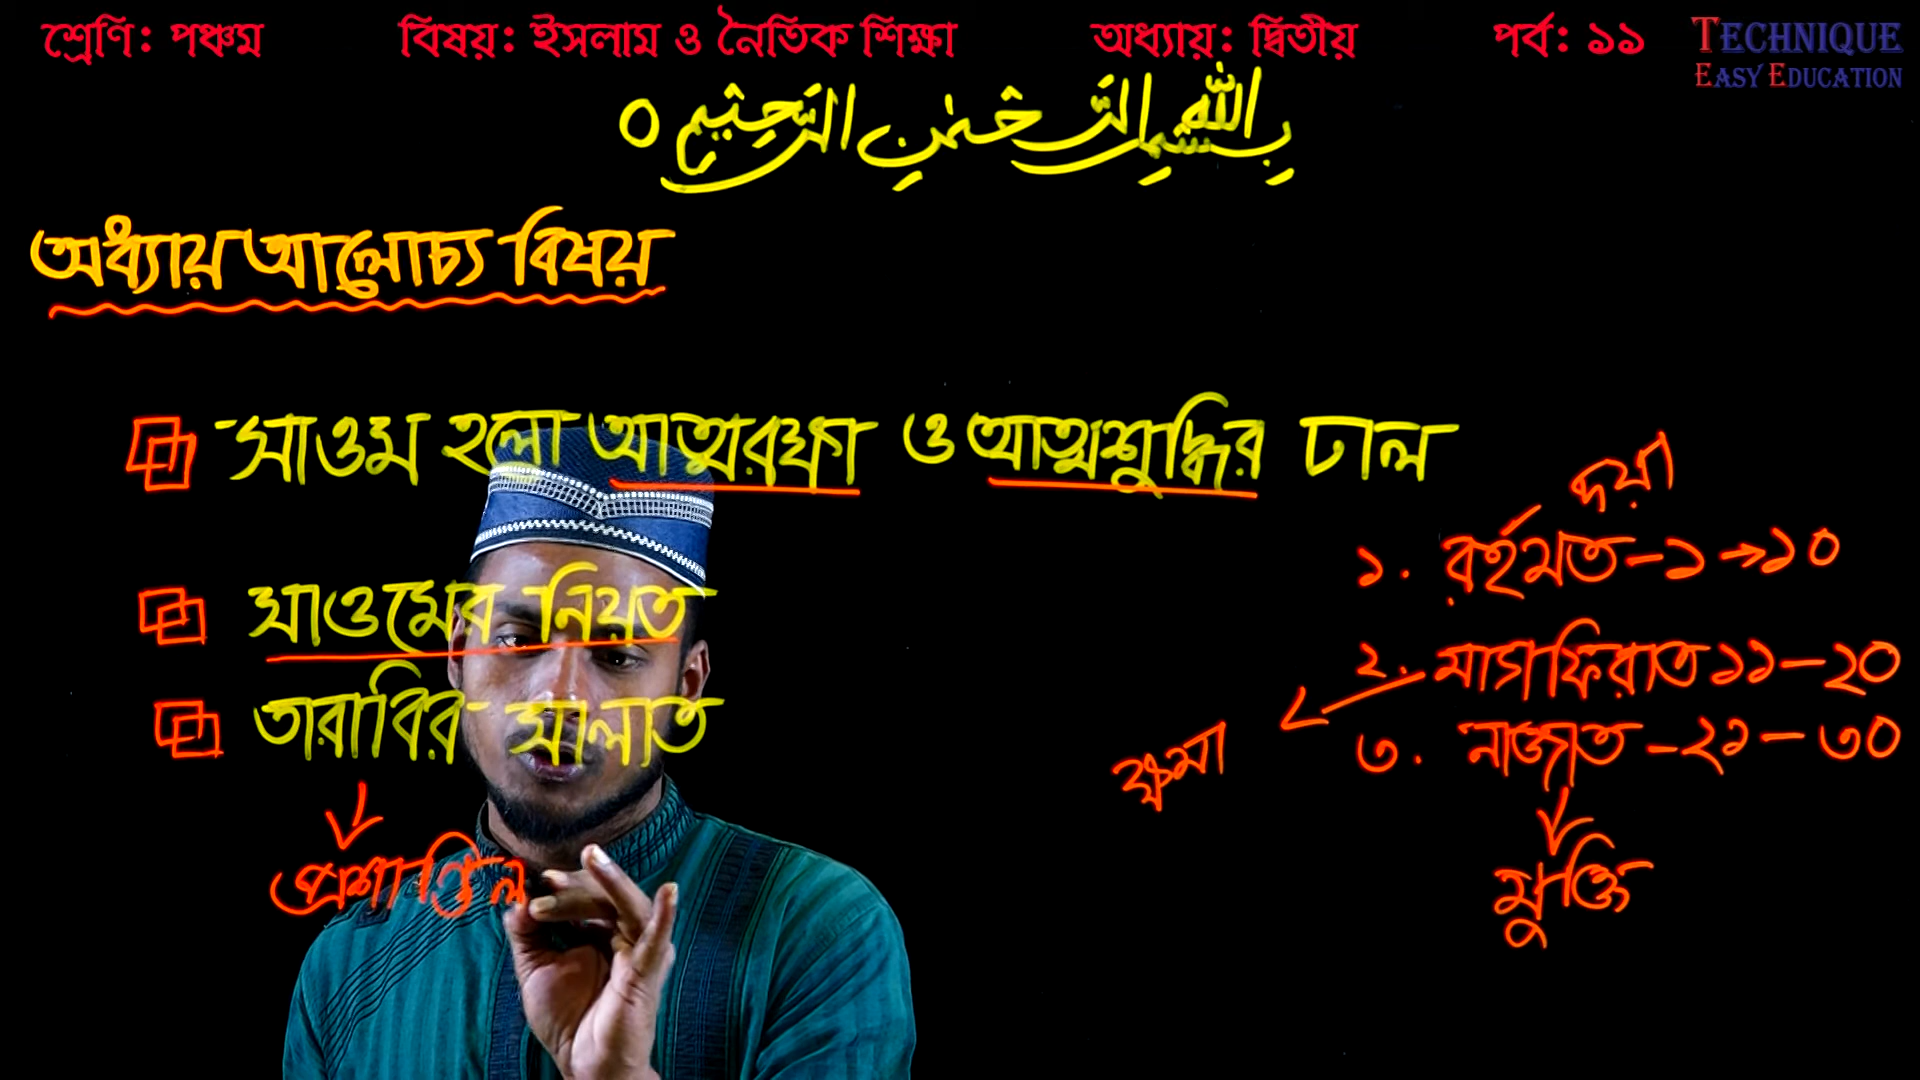 শ্রেণি: পঞ্চম বিষয়: ইসলাম ও নৈতিক শিক্ষা অধ্যায়: দ্বিতীয় পর্ব: ১১ TECHNIQUE
EASY EDUCATION
بِسْمِ اللّٰهِ الرَّحْمٰنِ الرَّحِيْمِ ০
অধ্যায় আলোচ্য বিষয়
সাওম হলো আত্মরক্ষা ও আত্মশুদ্ধির ঢাল
দয়া
১. রহমত - ১ → ১০
সাওমের নিয়ত
২. মাগফিরাত ১১ - ২০
ক্ষমা
তারাবির সালাত
৩. নাজাত - ২১ - ৩০
মুক্তি